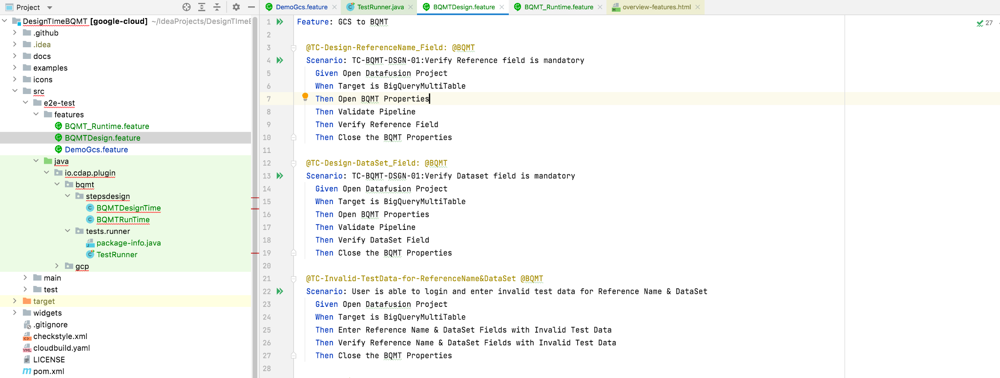 Project
DemoGcs.feature
TestRunner.java
BQMTDesign.feature
BQMT_Runtime.feature
overview-features.html
DesignTImeBQMT [google-cloud] ~/IdeaProjects/DesignTImeB
.github
.idea
docs
examples
icons
src
e2e-test
features
BQMT_Runtime.feature
BQMTDesign.feature
DemoGcs.feature
java
io.cdap.plugin
bqmt
stepsdesign
BQMTDesignTime
BQMTRunTime
tests.runner
package-info.java
TestRunner
gcp
main
test
target
widgets
.gitignore
checkstyle.xml
cloudbuild.yaml
LICENSE
pom.xml
27
1 Feature: GCS to BQMT
2
3 @TC-Design-ReferenceName_Field: @BQMT
4 Scenario: TC-BQMT-DSGN-01:Verify Reference field is mandatory
5 Given Open Datafusion Project
6 When Target is BigQueryMultiTable
7 Then Open BQMT Properties
8 Then Validate Pipeline
9 Then Verify Reference Field
10 Then Close the BQMT Properties
11
12 @TC-Design-DataSet_Field: @BQMT
13 Scenario: TC-BQMT-DSGN-01:Verify Dataset field is mandatory
14 Given Open Datafusion Project
15 When Target is BigQueryMultiTable
16 Then Open BQMT Properties
17 Then Validate Pipeline
18 Then Verify DataSet Field
19 Then Close the BQMT Properties
20
21 @TC-Invalid-TestData-for-ReferenceName&DataSet @BQMT
22 Scenario: User is able to login and enter invalid test data for Reference Name & DataSet
23 Given Open Datafusion Project
24 When Target is BigQueryMultiTable
25 Then Enter Reference Name & DataSet Fields with Invalid Test Data
26 Then Verify Reference Name & DataSet Fields with Invalid Test Data
27 Then Close the BQMT Properties
28